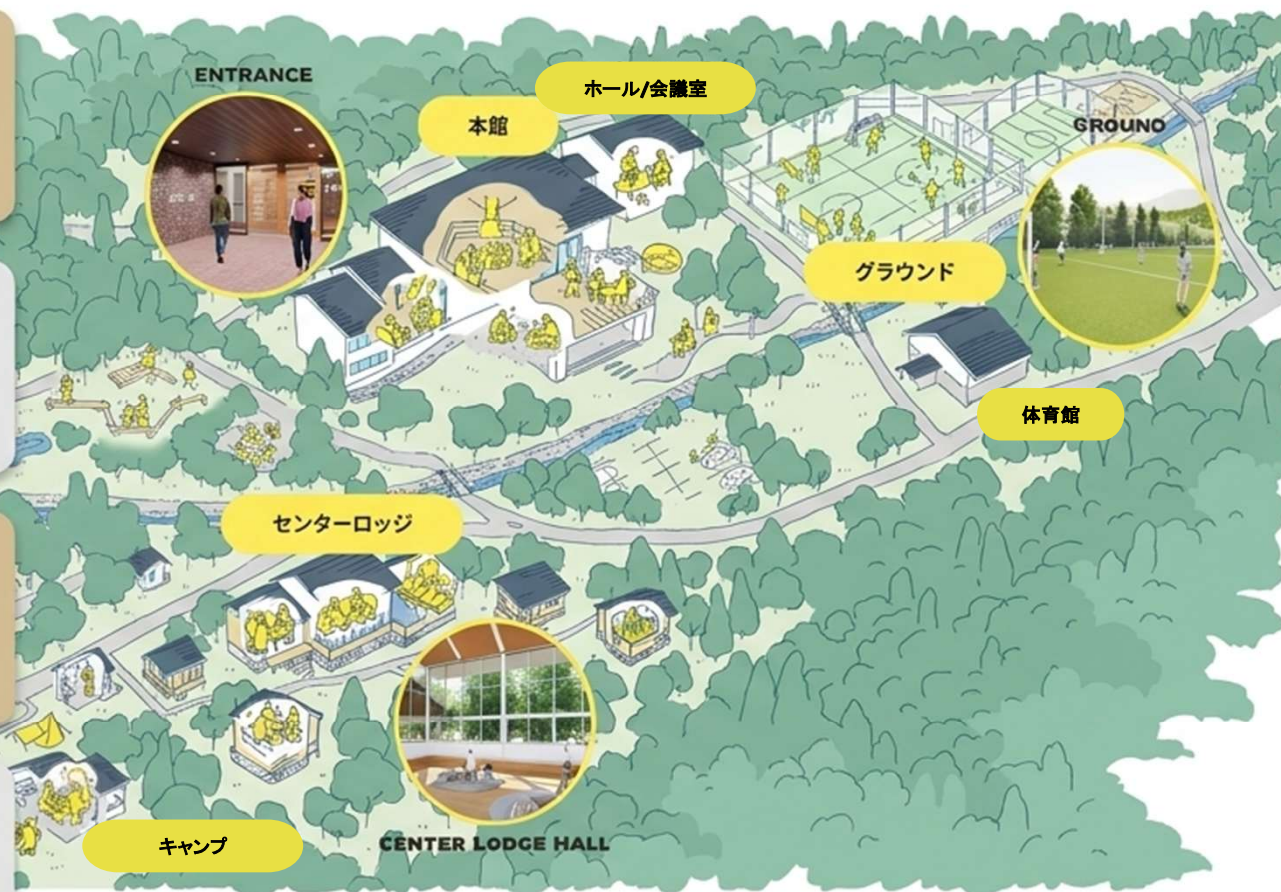 ENTRANCE
ホール/会議室
本館
GROUND
グラウンド
体育館
センターロッジ
キャンプ
CENTER LODGE HALL